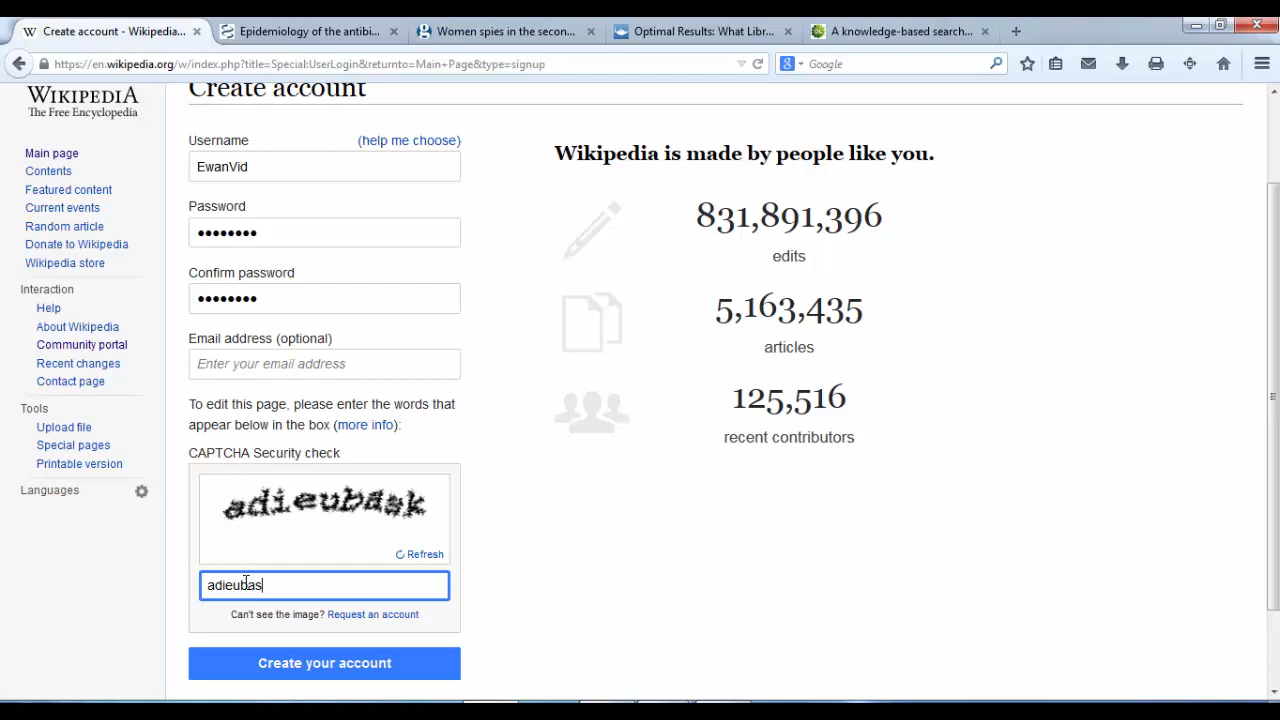 Create account - Wikipedia...
Epidemiology of the antibi...
Women spies in the secon...
Optimal Results: What Libr...
A knowledge-based search...
https://en.wikipedia.org/w/index.php?title=Special:UserLogin&returnto=Main+Page&type=signup
Google
WIKIPEDIA
The Free Encyclopedia
Main page
Contents
Featured content
Current events
Random article
Donate to Wikipedia
Wikipedia store
Interaction
Help
About Wikipedia
Community portal
Recent changes
Contact page
Tools
Upload file
Special pages
Printable version
Languages
Create account
Username (help me choose)
EwanVid
Password
••••••••
Confirm password
••••••••
Email address (optional)
Enter your email address
To edit this page, please enter the words that
appear below in the box (more info):
CAPTCHA Security check
adieubask
Refresh
adieubas
Can't see the image? Request an account
Create your account
Wikipedia is made by people like you.
831,891,396
edits
5,163,435
articles
125,516
recent contributors